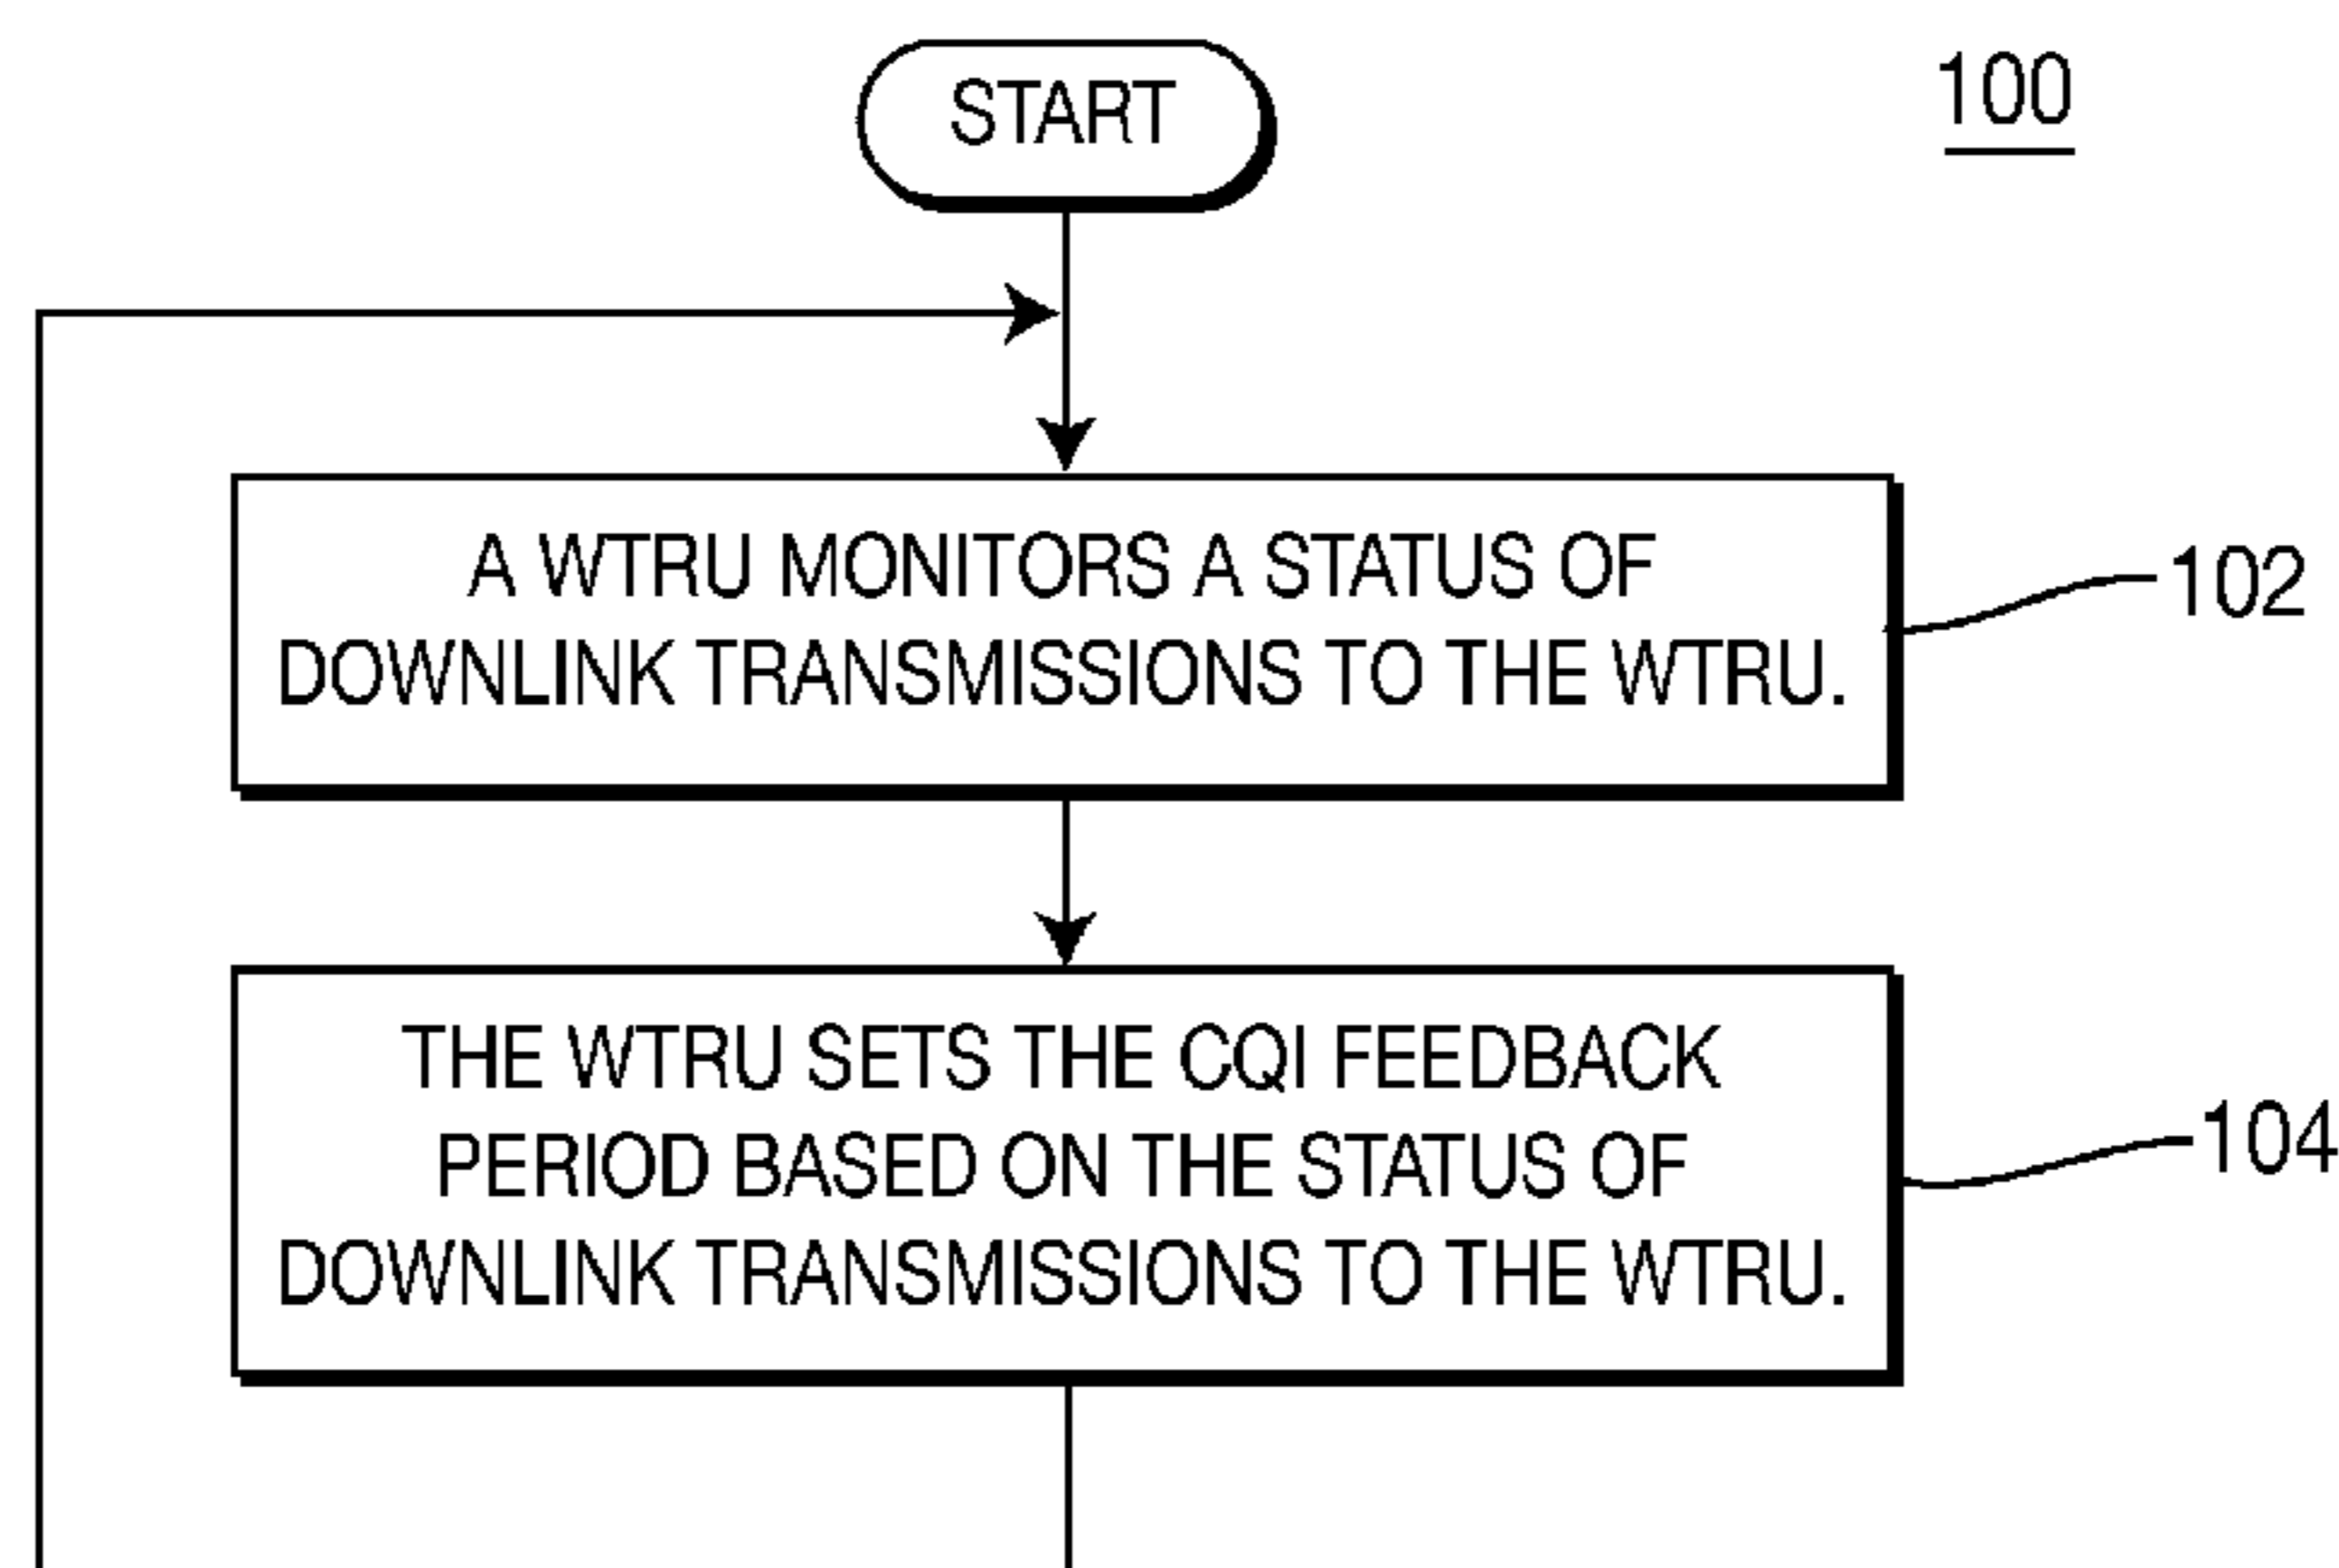 START
100
A WTRU MONITORS A STATUS OF
DOWNLINK TRANSMISSIONS TO THE WTRU.
102
THE WTRU SETS THE CQI FEEDBACK
PERIOD BASED ON THE STATUS OF
DOWNLINK TRANSMISSIONS TO THE WTRU.
104